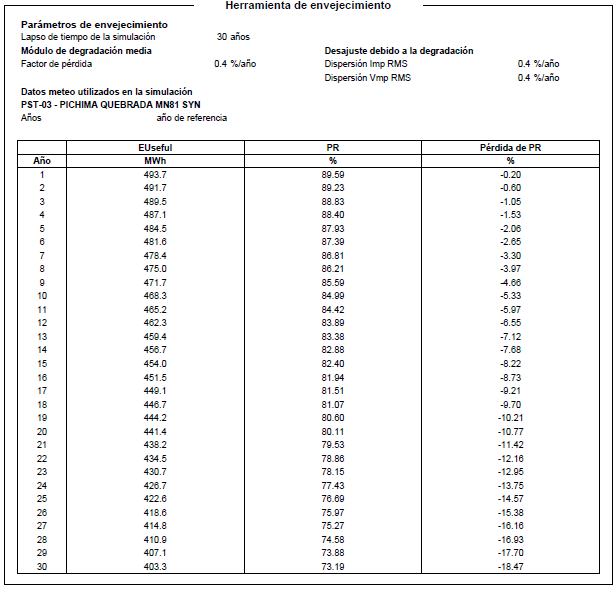 Herramienta de envejecimiento
Parámetros de envejecimiento
Lapso de tiempo de la simulación 30 años
Módulo de degradación media Desajuste debido a la degradación
Factor de pérdida 0.4 %/año Dispersión Imp RMS 0.4 %/año
Dispersión Vmp RMS 0.4 %/año
Datos meteo utilizados en la simulación
PST-03 - PICHIMA QUEBRADA MN81 SYN
Años año de referencia
EUseful PR Pérdida de PR
Año MWh % %
1 493.7 89.59 -0.20
2 491.7 89.23 -0.60
3 489.5 88.83 -1.05
4 487.1 88.40 -1.53
5 484.5 87.93 -2.06
6 481.6 87.39 -2.65
7 478.4 86.81 -3.30
8 475.0 86.21 -3.97
9 471.7 85.59 -4.66
10 468.3 84.99 -5.33
11 465.2 84.42 -5.97
12 462.3 83.89 -6.55
13 459.4 83.38 -7.12
14 456.7 82.88 -7.68
15 454.0 82.40 -8.22
16 451.5 81.94 -8.73
17 449.1 81.51 -9.21
18 446.7 81.07 -9.70
19 444.2 80.60 -10.21
20 441.4 80.11 -10.77
21 438.2 79.53 -11.42
22 434.5 78.86 -12.16
23 430.7 78.15 -12.95
24 426.7 77.43 -13.75
25 422.6 76.69 -14.57
26 418.6 75.97 -15.38
27 414.8 75.27 -16.16
28 410.9 74.58 -16.93
29 407.1 73.88 -17.70
30 403.3 73.19 -18.47